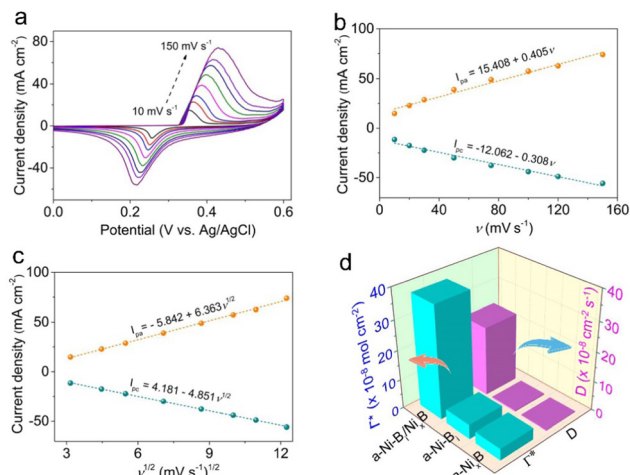 a
80
40
0
-40
Current density (mA cm-2)
150 mV s-1
10 mV s-1
0.0 0.2 0.4 0.6
Potential (V vs. Ag/AgCl)
b
100
50
0
-50
Current density (mA cm-2)
Ipa = 15.408 + 0.405ν
Ipc = -12.062 - 0.308ν
0 40 80 120 160
ν (mV s-1)
c
100
50
0
-50
Current density (mA cm-2)
Ipa = - 5.842 + 6.363ν1/2
Ipc = 4.181 - 4.851ν1/2
3 6 9 12
ν1/2 (mV s-1)1/2
d
40
30
20
10
0
Γ* (x 10-8 mol cm-2)
40
30
20
10
0
D (x 10-8 cm-2 s-1)
a-Ni-Bi/NixB
a-Ni-Bi
a-NixB
Γ*
D